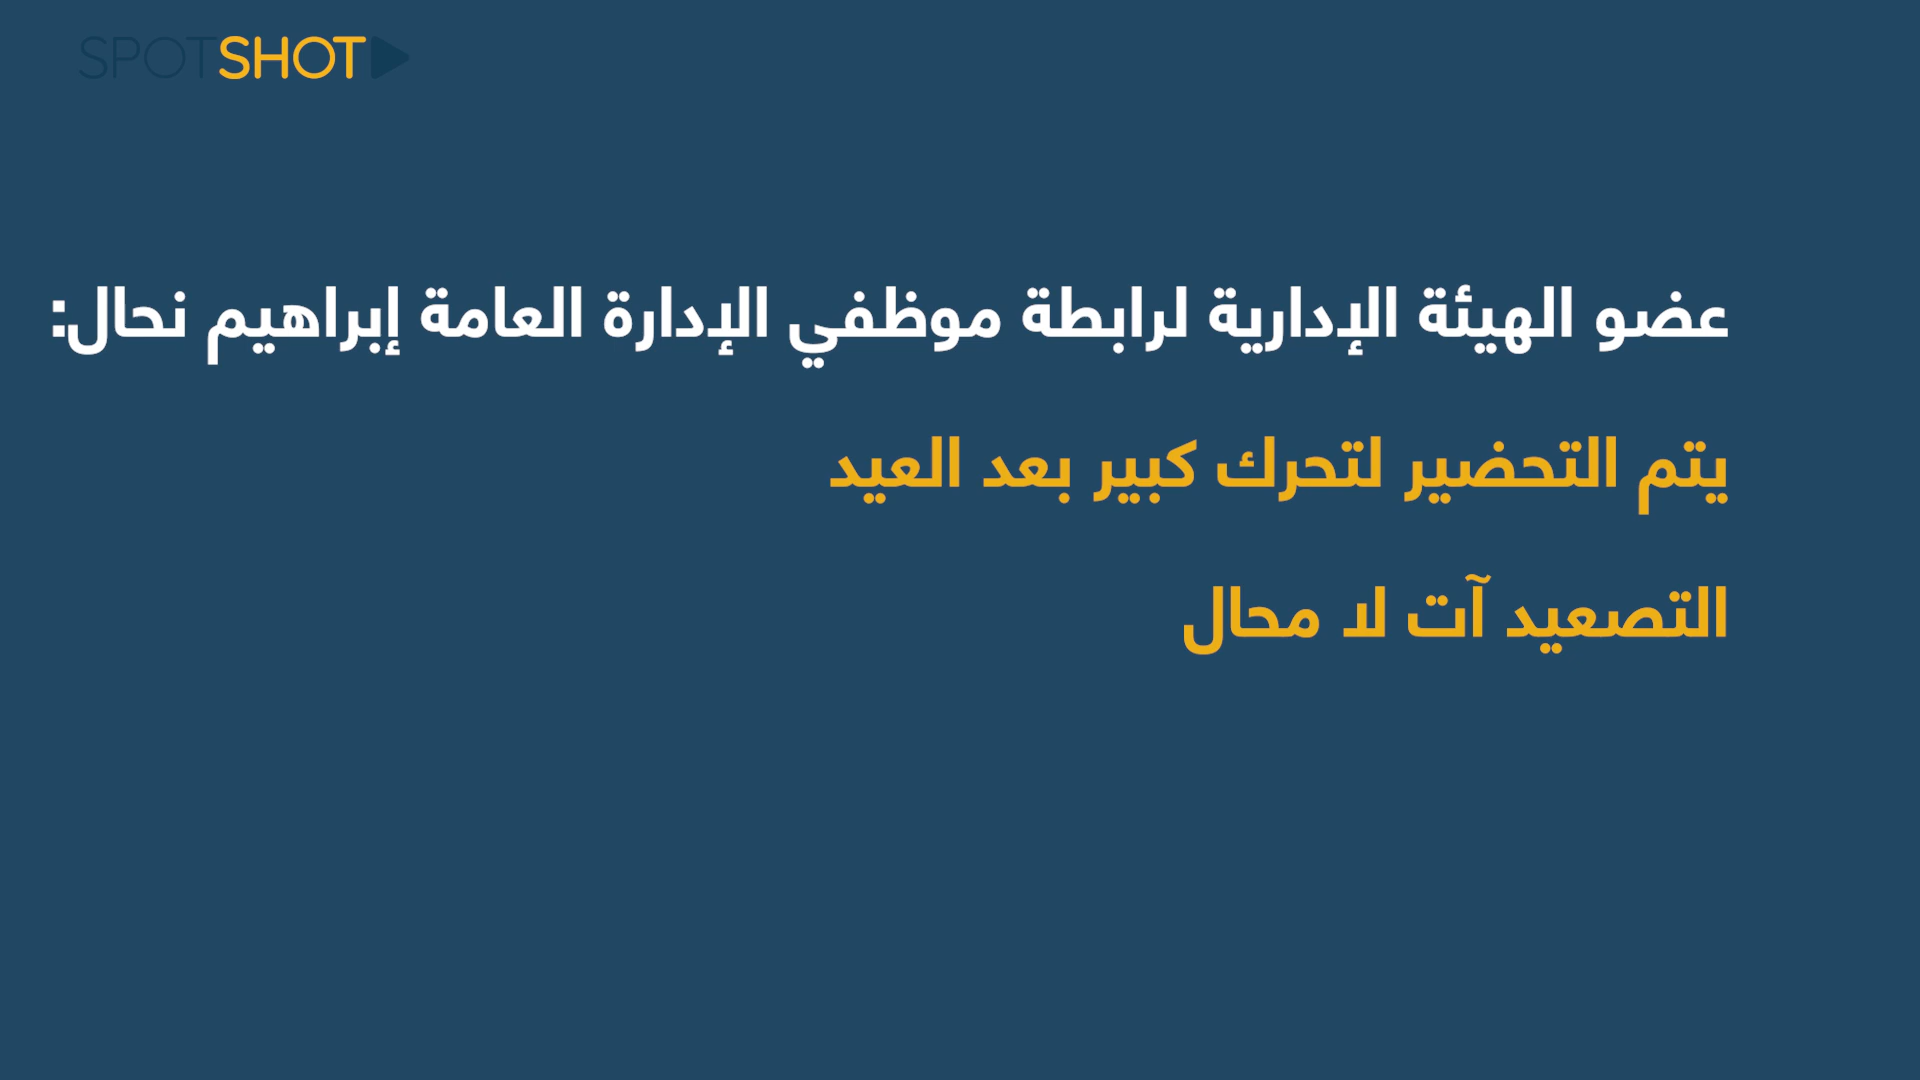 SPOTSHOT
عضو الهيئة الإدارية لرابطة موظفي الإدارة العامة إبراهيم نحال:
يتم التحضير لتحرك كبير بعد العيد
التصعيد آت لا محال